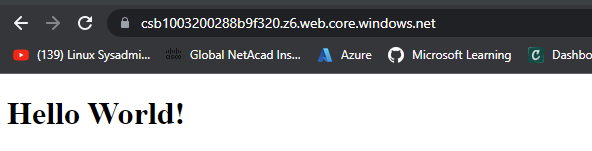 csb1003200288b9f320.z6.web.core.windows.net
(139) Linux Sysadmi... Global NetAcad Ins... Azure Microsoft Learning Dashbo
Hello World!